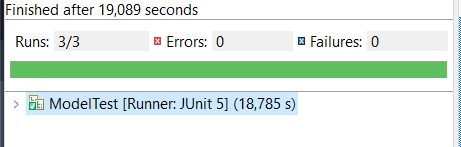 Finished after 19,089 seconds
Runs: 3/3 Errors: 0 Failures: 0
ModelTest [Runner: JUnit 5] (18,785 s)